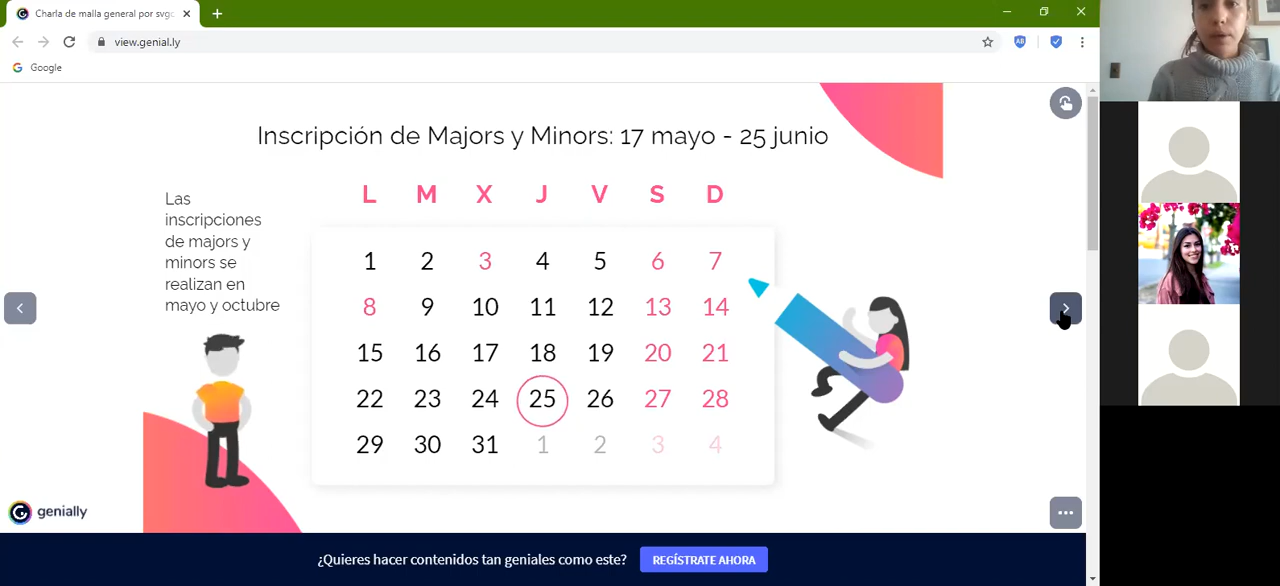 Charla de malla general por svgc
view.genial.ly
AB
Google
Inscripción de Majors y Minors: 17 mayo - 25 junio
Las
inscripciones
de majors y
minors se
realizan en
mayo y octubre
L M X J V S D
1 2 3 4 5 6 7
8 9 10 11 12 13 14
15 16 17 18 19 20 21
22 23 24 25 26 27 28
29 30 31 1 2 3 4
genially
¿Quieres hacer contenidos tan geniales como este? REGÍSTRATE AHORA